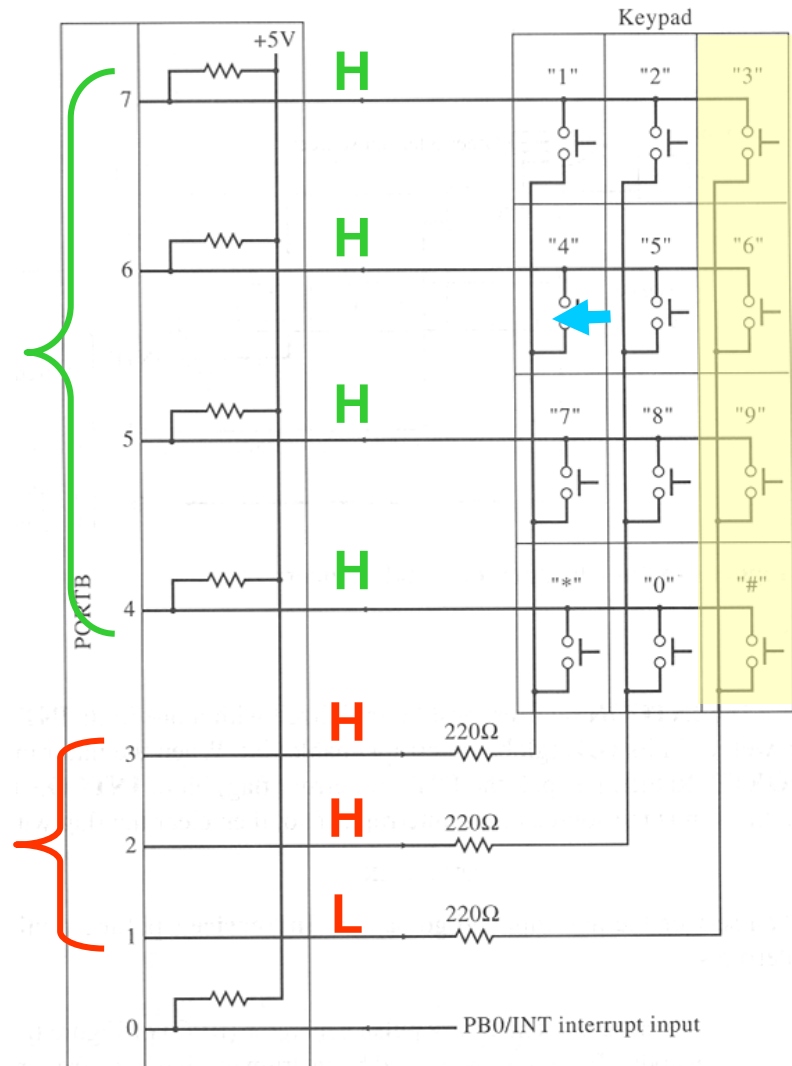 Keypad
+5V
H
"1" "2" "3"
7
H
"4" "5" "6"
6
H
"7" "8" "9"
5
H
"*" "0" "#"
PORTB
4
H
220Ω
3
H
220Ω
2
L
220Ω
1
0
PB0/INT interrupt input